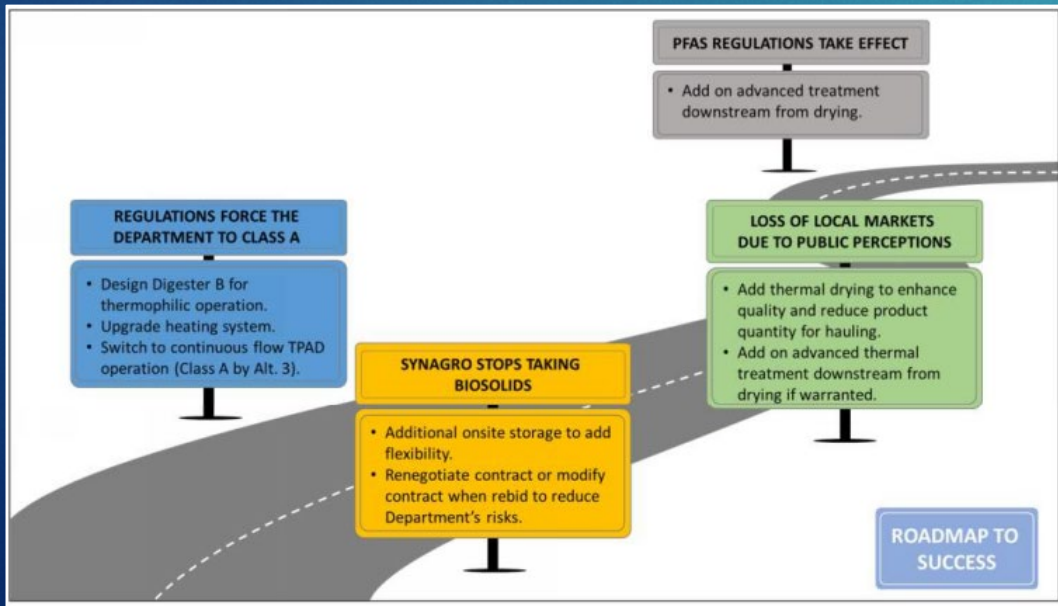 PFAS REGULATIONS TAKE EFFECT
• Add on advanced treatment
downstream from drying.
REGULATIONS FORCE THE
DEPARTMENT TO CLASS A
• Design Digester B for
thermophilic operation.
• Upgrade heating system.
• Switch to continuous flow TPAD
operation (Class A by Alt. 3).
LOSS OF LOCAL MARKETS
DUE TO PUBLIC PERCEPTIONS
• Add thermal drying to enhance
quality and reduce product
quantity for hauling.
• Add on advanced thermal
treatment downstream from
drying if warranted.
SYNAGRO STOPS TAKING
BIOSOLIDS
• Additional onsite storage to add
flexibility.
• Renegotiate contract or modify
contract when rebid to reduce
Department's risks.
ROADMAP TO
SUCCESS